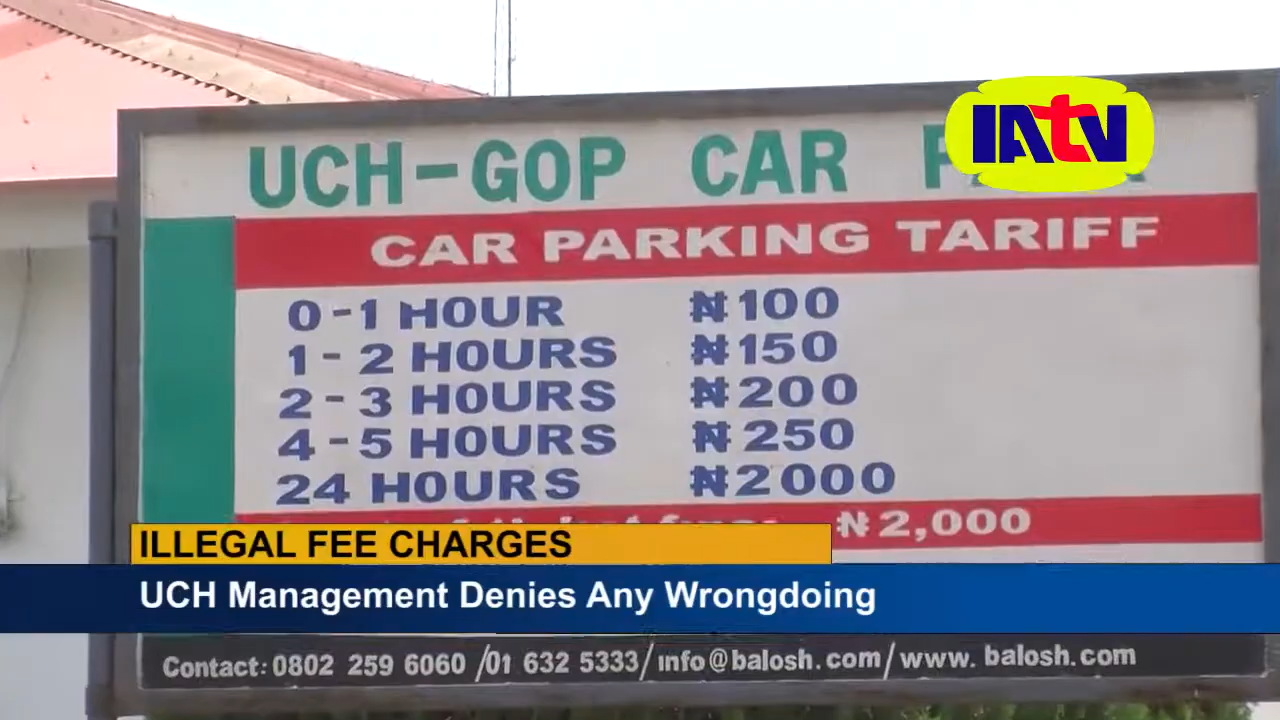 IATV
UCH-GOP CAR
CAR PARKING TARIFF
0-1 HOUR ₦100
1-2 HOURS ₦150
2-3 HOURS ₦200
4-5 HOURS ₦250
24 HOURS ₦2000
₦2,000
ILLEGAL FEE CHARGES
UCH Management Denies Any Wrongdoing
Contact: 0802 259 6060 /01 632 5333/ info@balosh.com/www. balosh.com